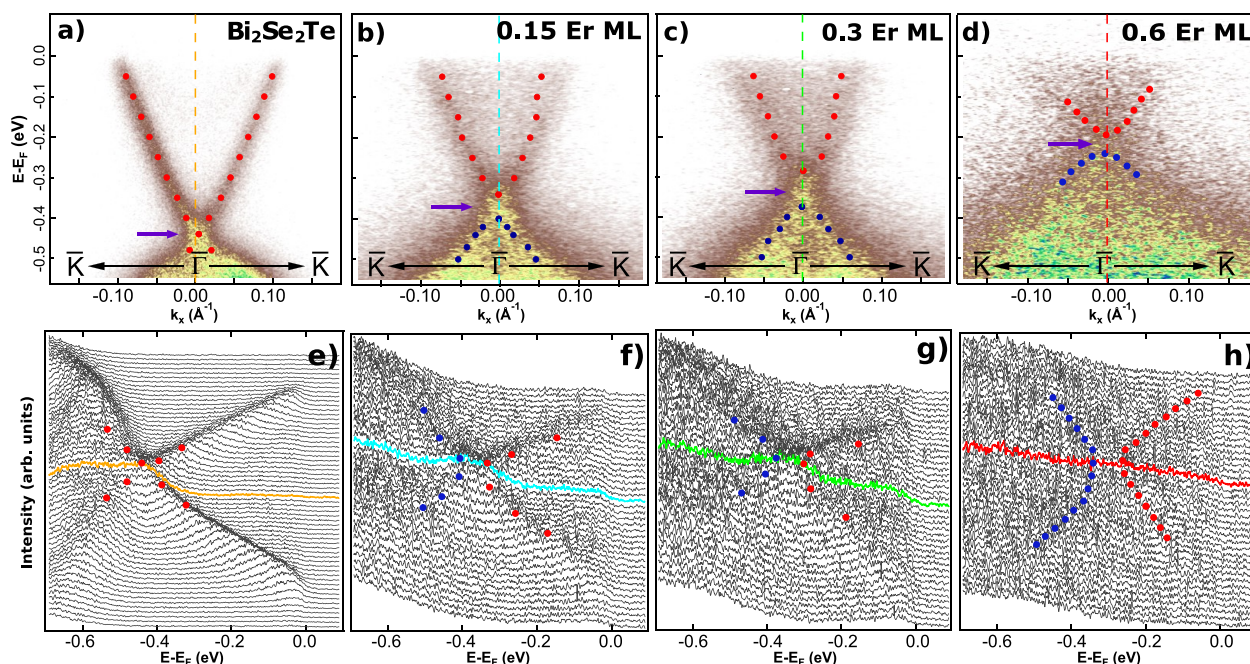 a) Bi₂Se₂Te
b) 0.15 Er ML
c) 0.3 Er ML
d) 0.6 Er ML
E-E_F (eV)
0.0
-0.1
-0.2
-0.3
-0.4
-0.5
K̅ Γ̅ K̅
K̅ Γ̅ K̅
K̅ Γ̅ K̅
K̅ Γ̅ K̅
-0.10 0.00 0.10
-0.10 0.00 0.10
-0.10 0.00 0.10
-0.10 0.00 0.10
kₓ (Å⁻¹)
kₓ (Å⁻¹)
kₓ (Å⁻¹)
kₓ (Å⁻¹)
e)
f)
g)
h)
Intensity (arb. units)
-0.6 -0.4 -0.2 0.0
-0.6 -0.4 -0.2 0.0
-0.6 -0.4 -0.2 0.0
-0.6 -0.4 -0.2 0.0
E-E_F (eV)
E-E_F (eV)
E-E_F (eV)
E-E_F (eV)